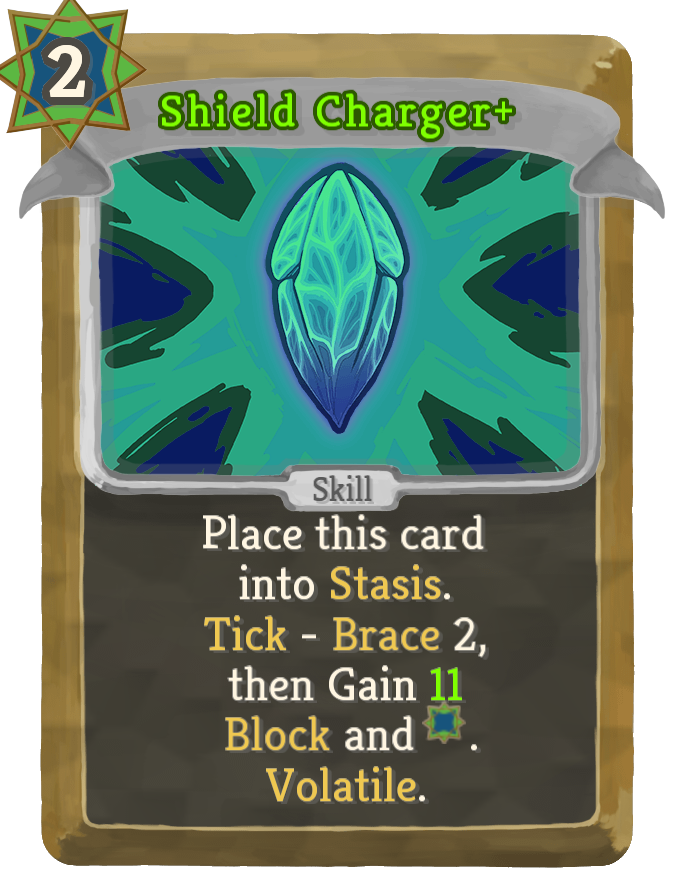 2
Shield Charger+
Skill
Place this card
into Stasis.
Tick - Brace 2,
then Gain 11
Block and .
Volatile.